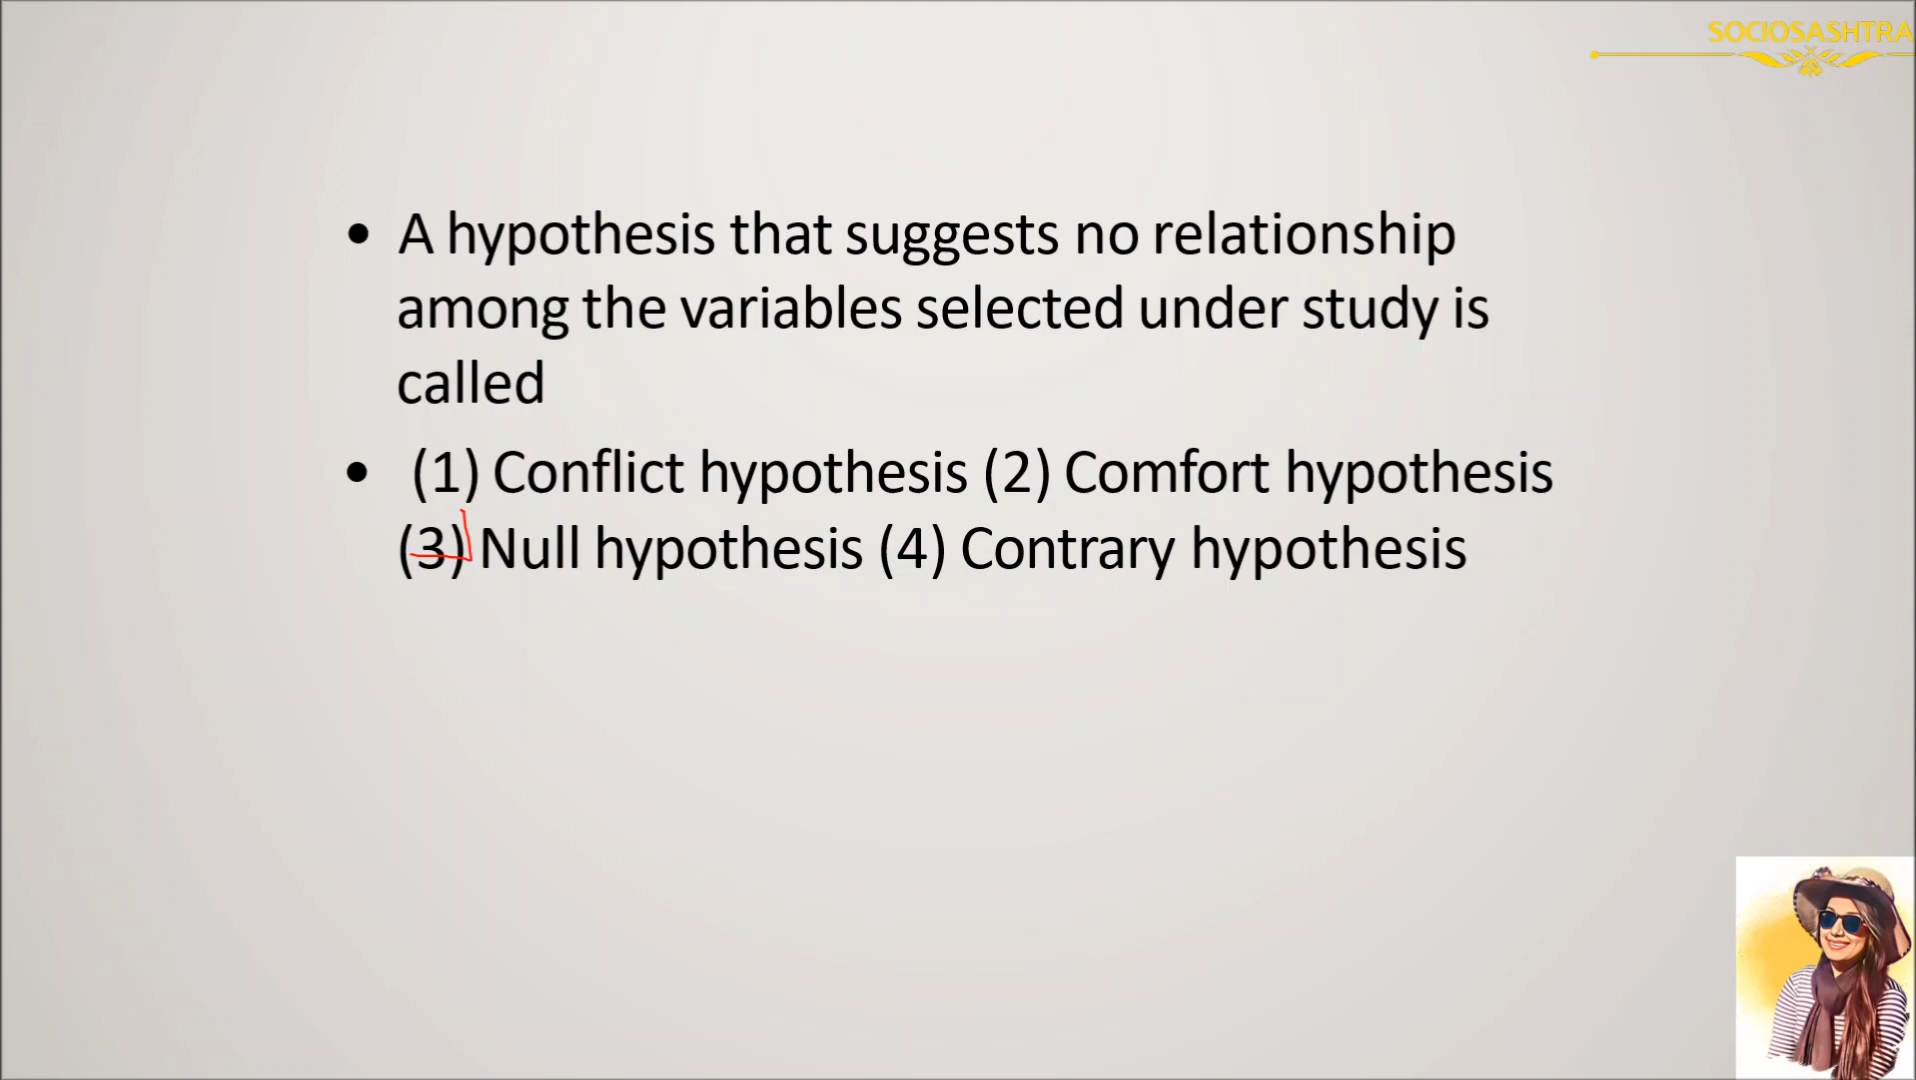 SOCIOSASHTRA
• A hypothesis that suggests no relationship
among the variables selected under study is
called
• (1) Conflict hypothesis (2) Comfort hypothesis
(3) Null hypothesis (4) Contrary hypothesis